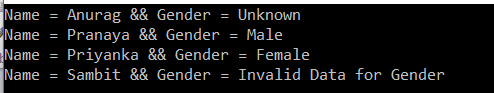 Name = Anurag && Gender = Unknown
Name = Pranaya && Gender = Male
Name = Priyanka && Gender = Female
Name = Sambit && Gender = Invalid Data for Gender